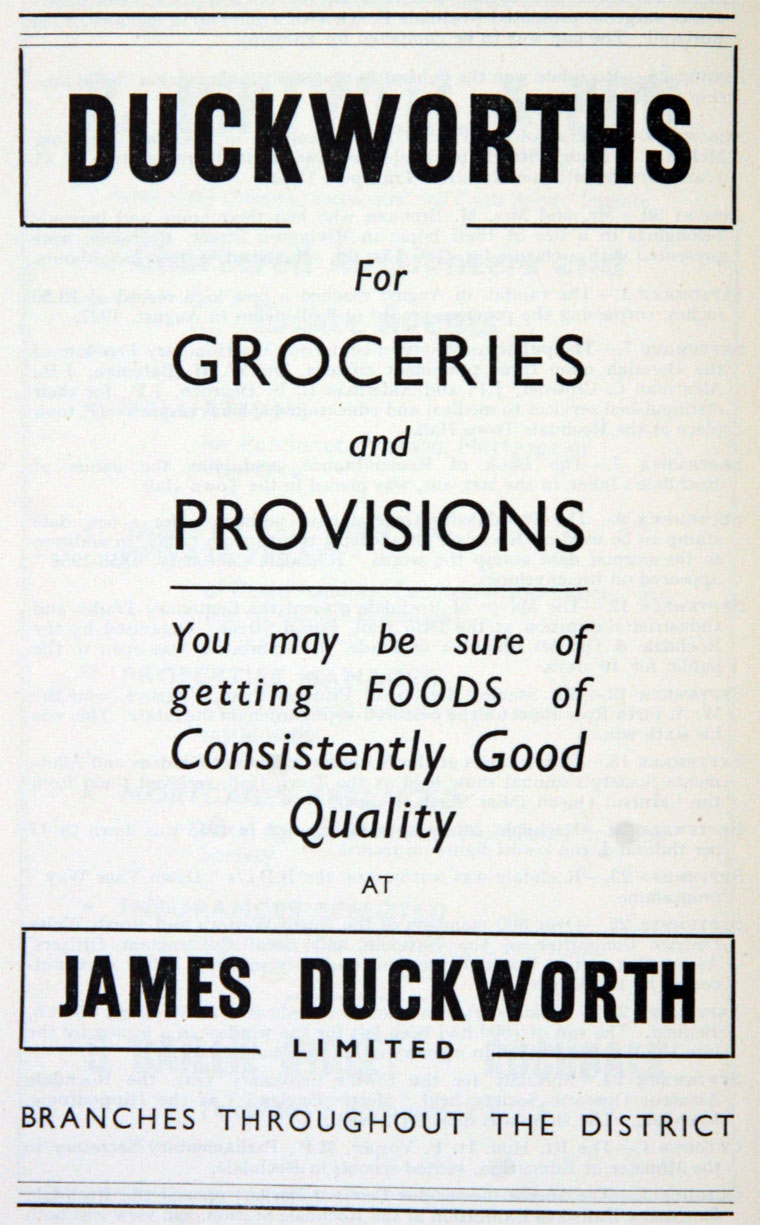 DUCKWORTHS
For
GROCERIES
and
PROVISIONS
You may be sure of
getting FOODS of
Consistently Good
Quality
AT
JAMES DUCKWORTH
LIMITED
BRANCHES THROUGHOUT THE DISTRICT